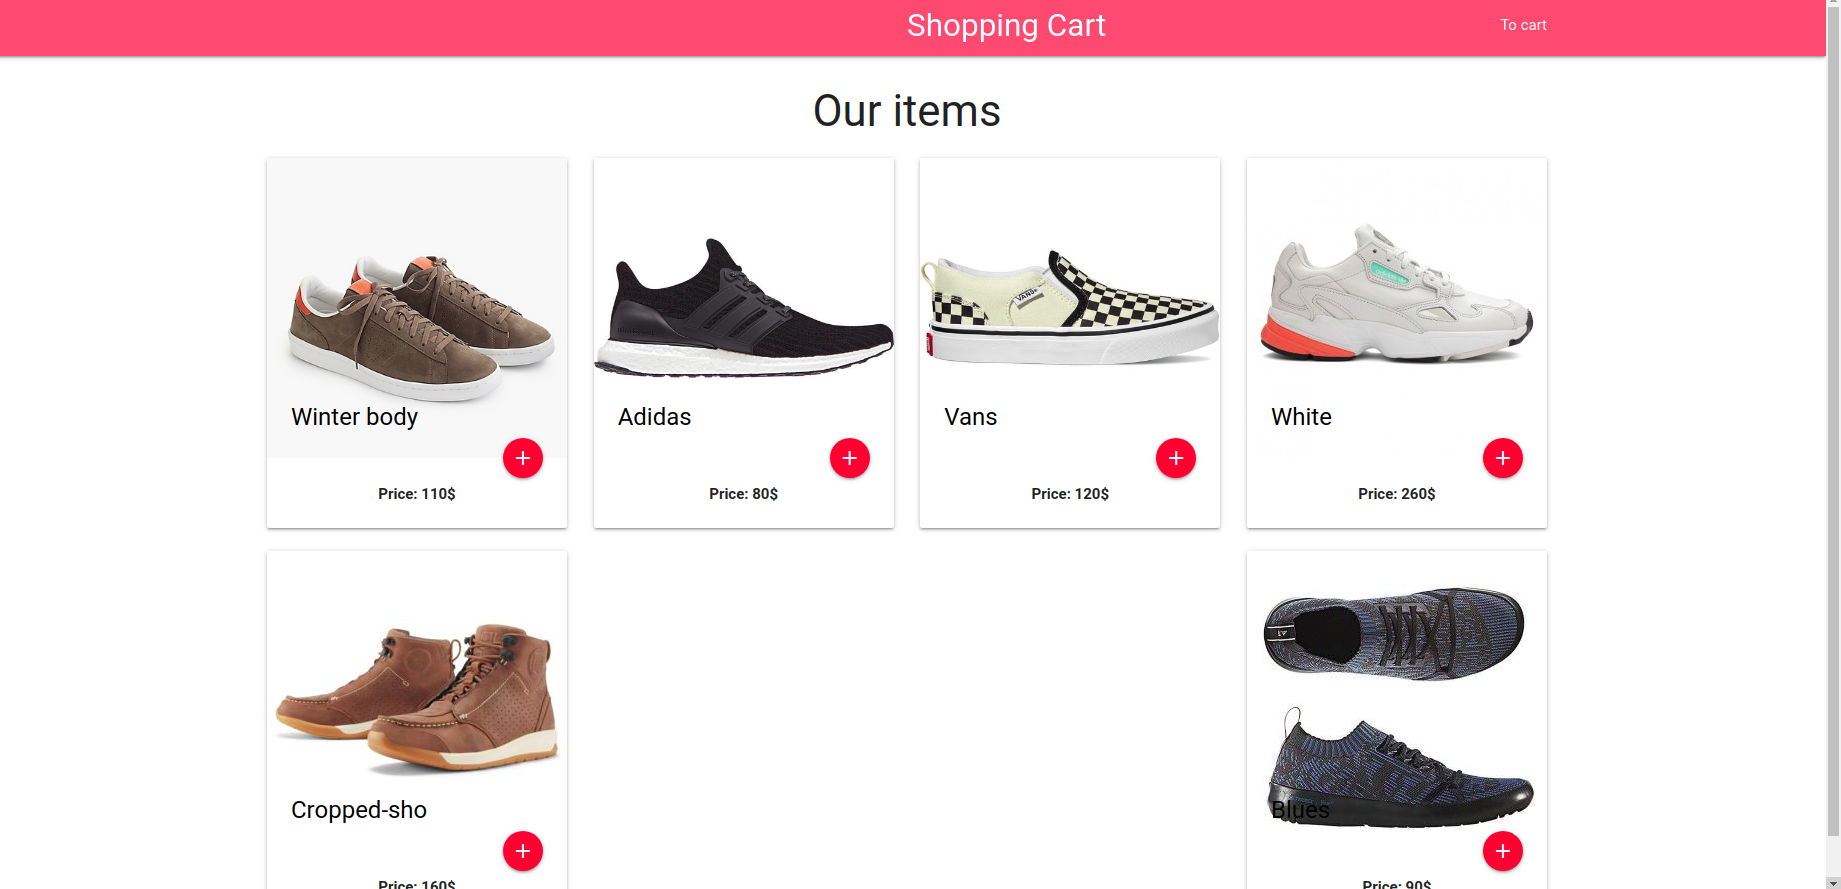 Shopping Cart
To cart
Our items
VANS
Winter body
Adidas
Vans
White
Price: 110$
Price: 80$
Price: 120$
Price: 260$
Cropped-sho
Blues
Price: 160$
Price: 90$